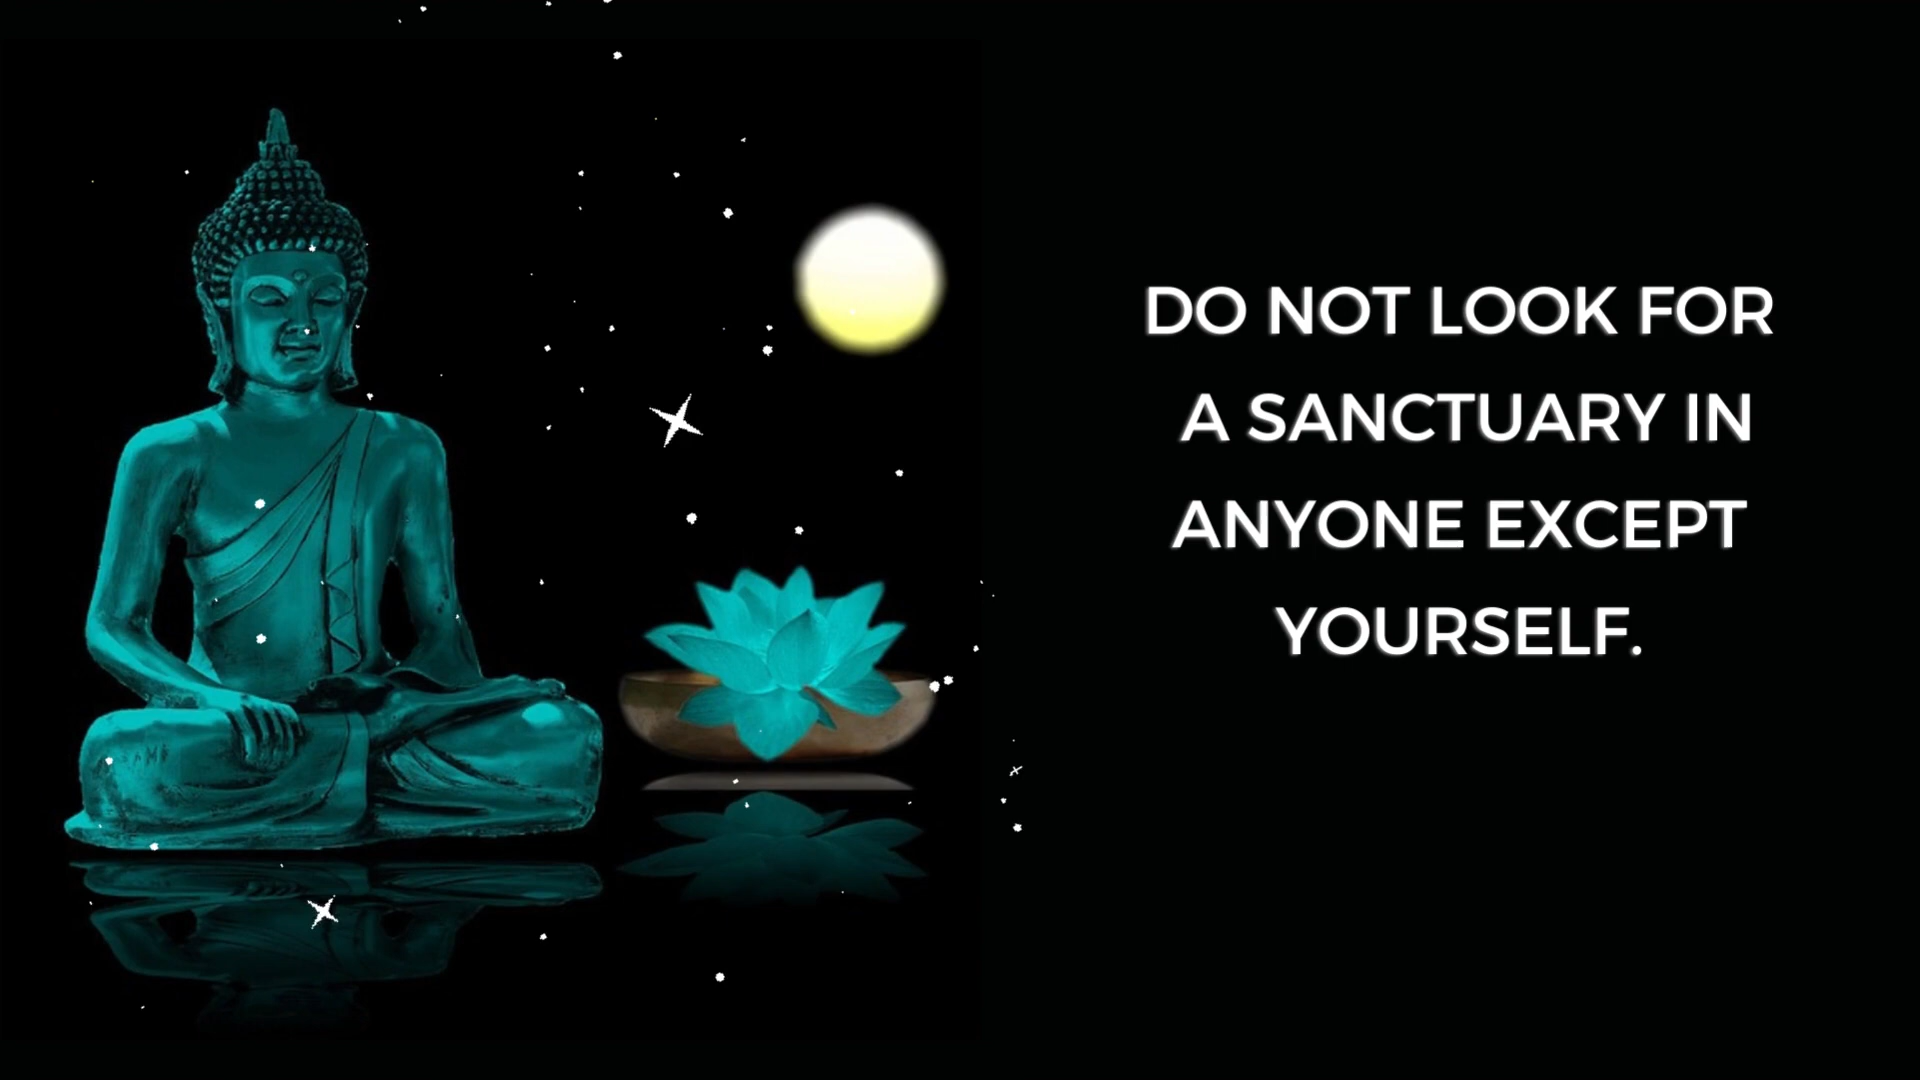 DO NOT LOOK FOR
A SANCTUARY IN
ANYONE EXCEPT
YOURSELF.